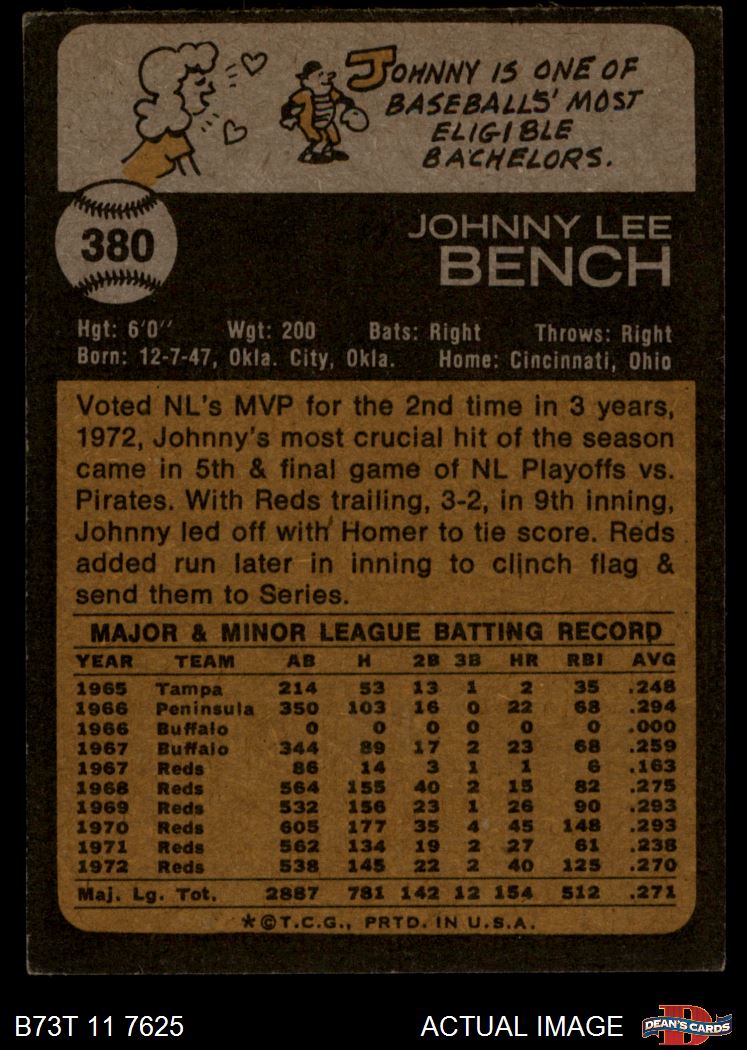 JOHNNY IS ONE OF
BASEBALLS' MOST
ELIGIBLE
BACHELORS.
380
JOHNNY LEE
BENCH
Hgt: 6'0" Wgt: 200 Bats: Right Throws: Right
Born: 12-7-47, Okla. City, Okla. Home: Cincinnati, Ohio
Voted NL's MVP for the 2nd time in 3 years,
1972, Johnny's most crucial hit of the season
came in 5th & final game of NL Playoffs vs.
Pirates. With Reds trailing, 3-2, in 9th inning,
Johnny led off with Homer to tie score. Reds
added run later in inning to clinch flag &
send them to Series.
MAJOR & MINOR LEAGUE BATTING RECORD
YEAR TEAM AB H 2B 3B HR RBI AVG
1965 Tampa 214 53 13 1 2 35 .248
1966 Peninsula 350 103 16 0 22 68 .294
1966 Buffalo 0 0 0 0 0 0 .000
1967 Buffalo 344 89 17 2 23 68 .259
1967 Reds 86 14 3 1 1 6 .163
1968 Reds 564 155 40 2 15 82 .275
1969 Reds 532 156 23 1 26 90 .293
1970 Reds 605 177 35 4 45 148 .293
1971 Reds 562 134 19 2 27 61 .238
1972 Reds 538 145 22 2 40 125 .270
Maj. Lg. Tot. 2887 781 142 12 154 512 .271
*©T.C.G., PRTD. IN U.S.A.
B73T 11 7625 ACTUAL IMAGE DEAN'S CARDS